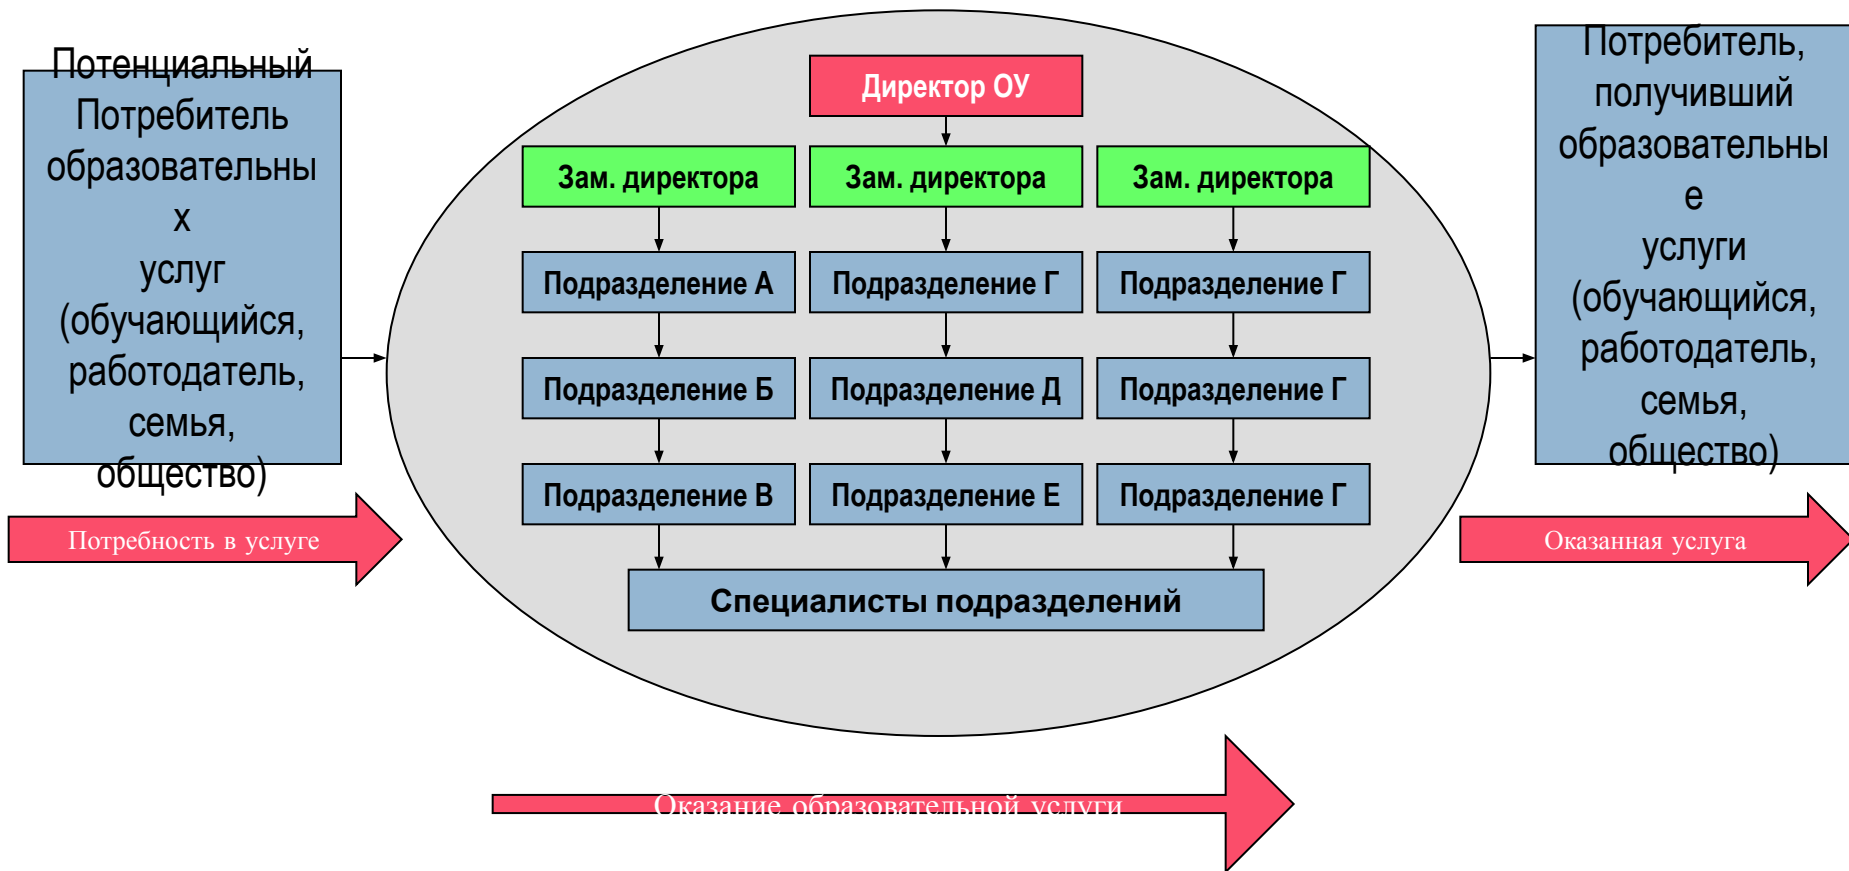 Потенциальный
Потребитель
образовательны
х
услуг
(обучающийся,
работодатель,
семья,
общество)
Потребность в услуге
Директор ОУ
Зам. директора
Зам. директора
Зам. директора
Подразделение А
Подразделение Г
Подразделение Г
Подразделение Б
Подразделение Д
Подразделение Г
Подразделение В
Подразделение Е
Подразделение Г
Специалисты подразделений
Оказание образовательной услуги
Потребитель,
получивший
образовательны
е
услуги
(обучающийся,
работодатель,
семья,
общество)
Оказанная услуга